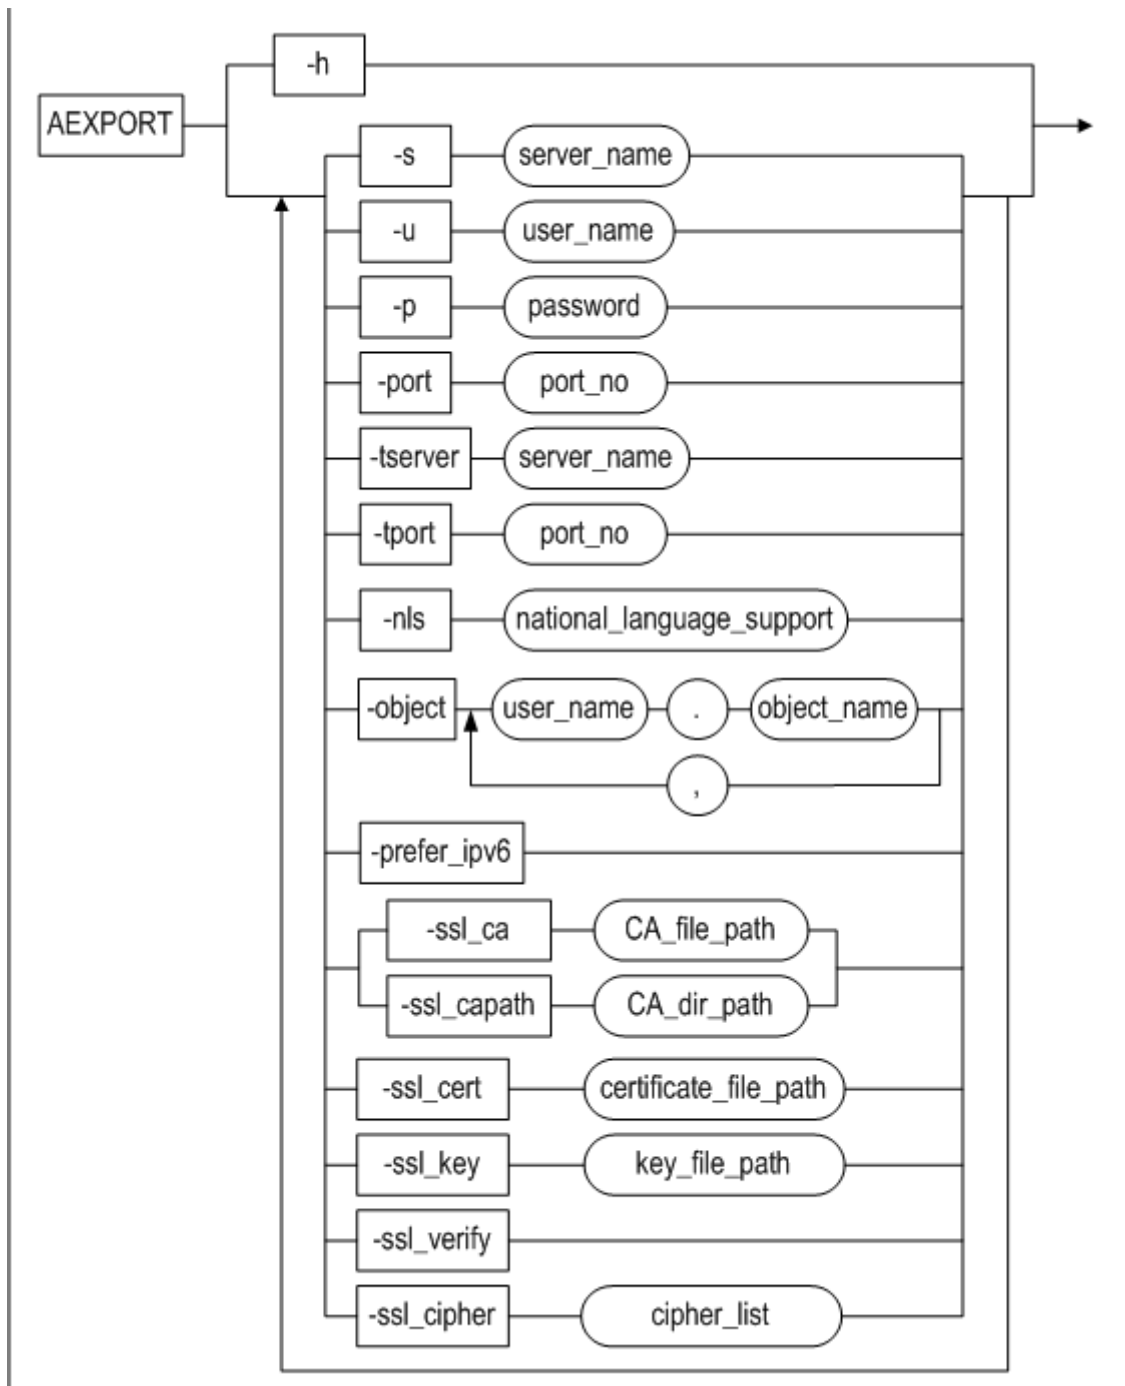 -h
AEXPORT
-s server_name
-u user_name
-p password
-port port_no
-tserver server_name
-tport port_no
-nls national_language_support
-object user_name . object_name
,
-prefer_ipv6
-ssl_ca CA_file_path
-ssl_capath CA_dir_path
-ssl_cert certificate_file_path
-ssl_key key_file_path
-ssl_verify
-ssl_cipher cipher_list